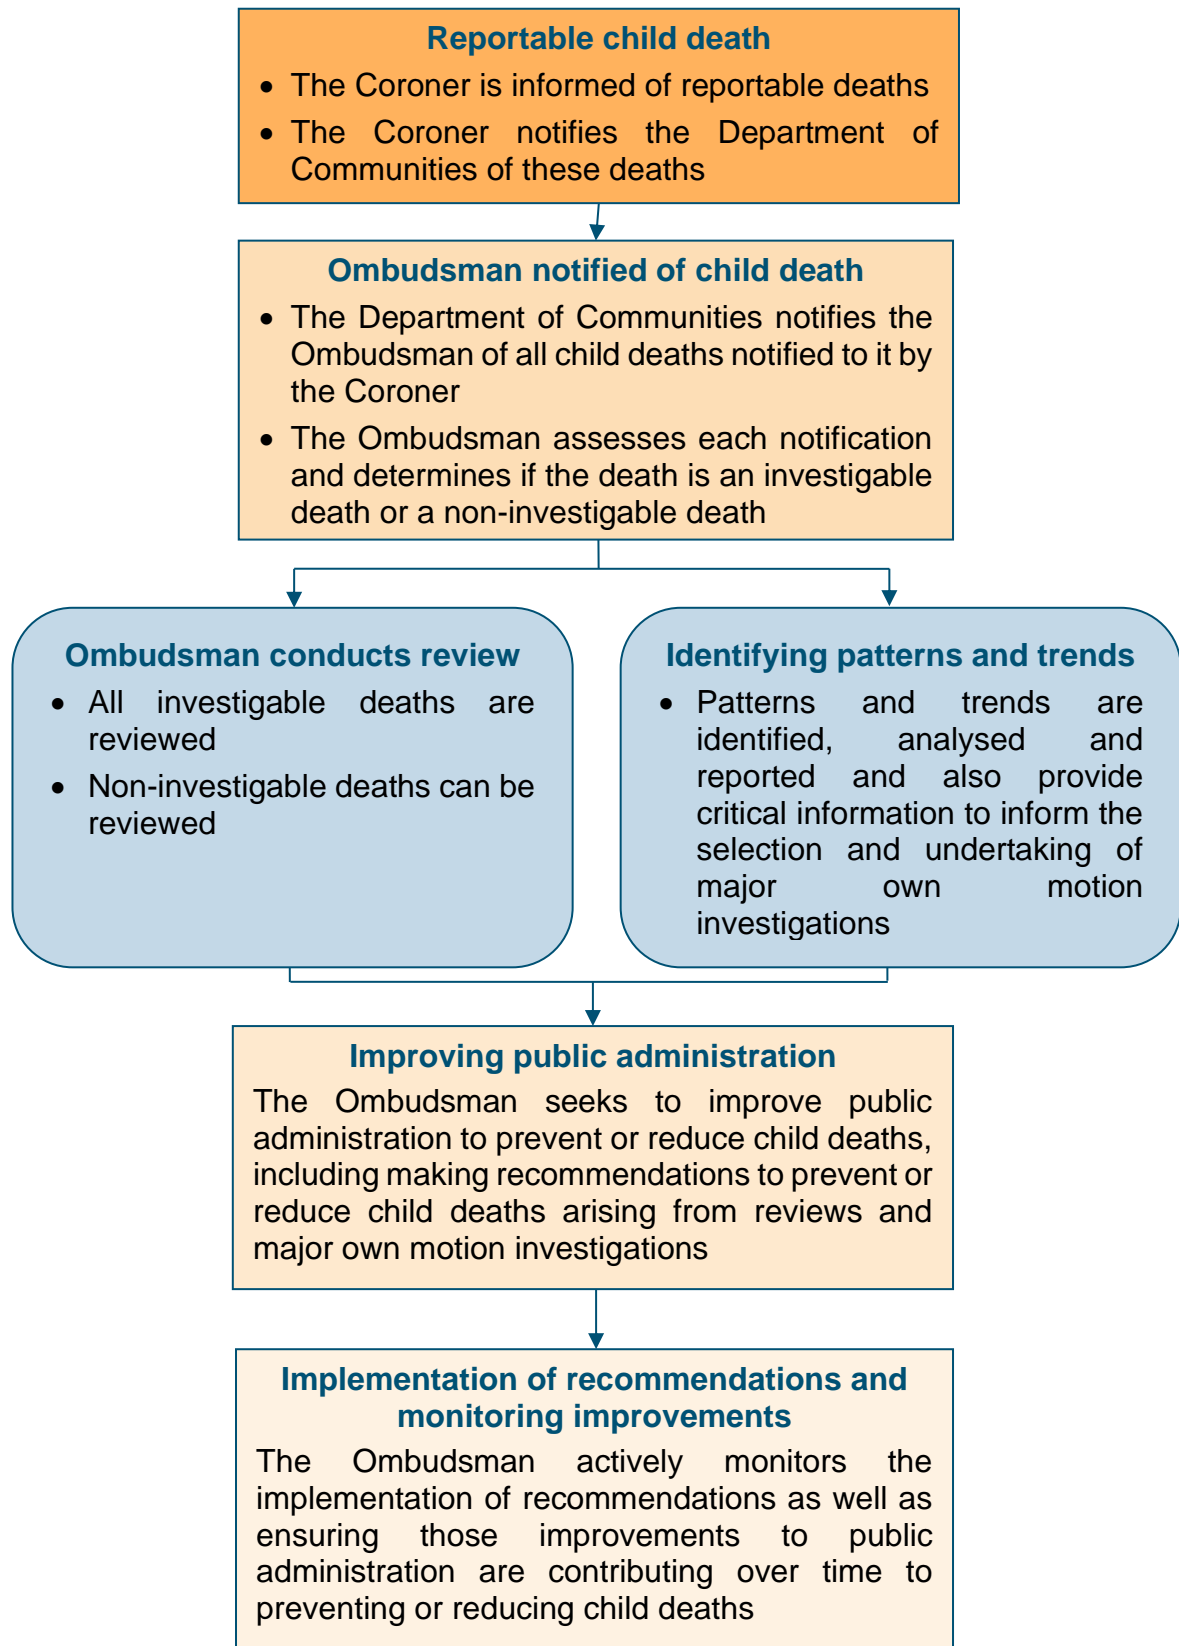 Reportable child death
• The Coroner is informed of reportable deaths
• The Coroner notifies the Department of
Communities of these deaths
Ombudsman notified of child death
• The Department of Communities notifies the
Ombudsman of all child deaths notified to it by
the Coroner
• The Ombudsman assesses each notification
and determines if the death is an investigable
death or a non-investigable death
Ombudsman conducts review
• All investigable deaths are
reviewed
• Non-investigable deaths can be
reviewed
Identifying patterns and trends
• Patterns and trends are
identified, analysed and
reported and also provide
critical information to inform the
selection and undertaking of
major own motion
investigations
Improving public administration
The Ombudsman seeks to improve public
administration to prevent or reduce child deaths,
including making recommendations to prevent or
reduce child deaths arising from reviews and
major own motion investigations
Implementation of recommendations and
monitoring improvements
The Ombudsman actively monitors the
implementation of recommendations as well as
ensuring those improvements to public
administration are contributing over time to
preventing or reducing child deaths